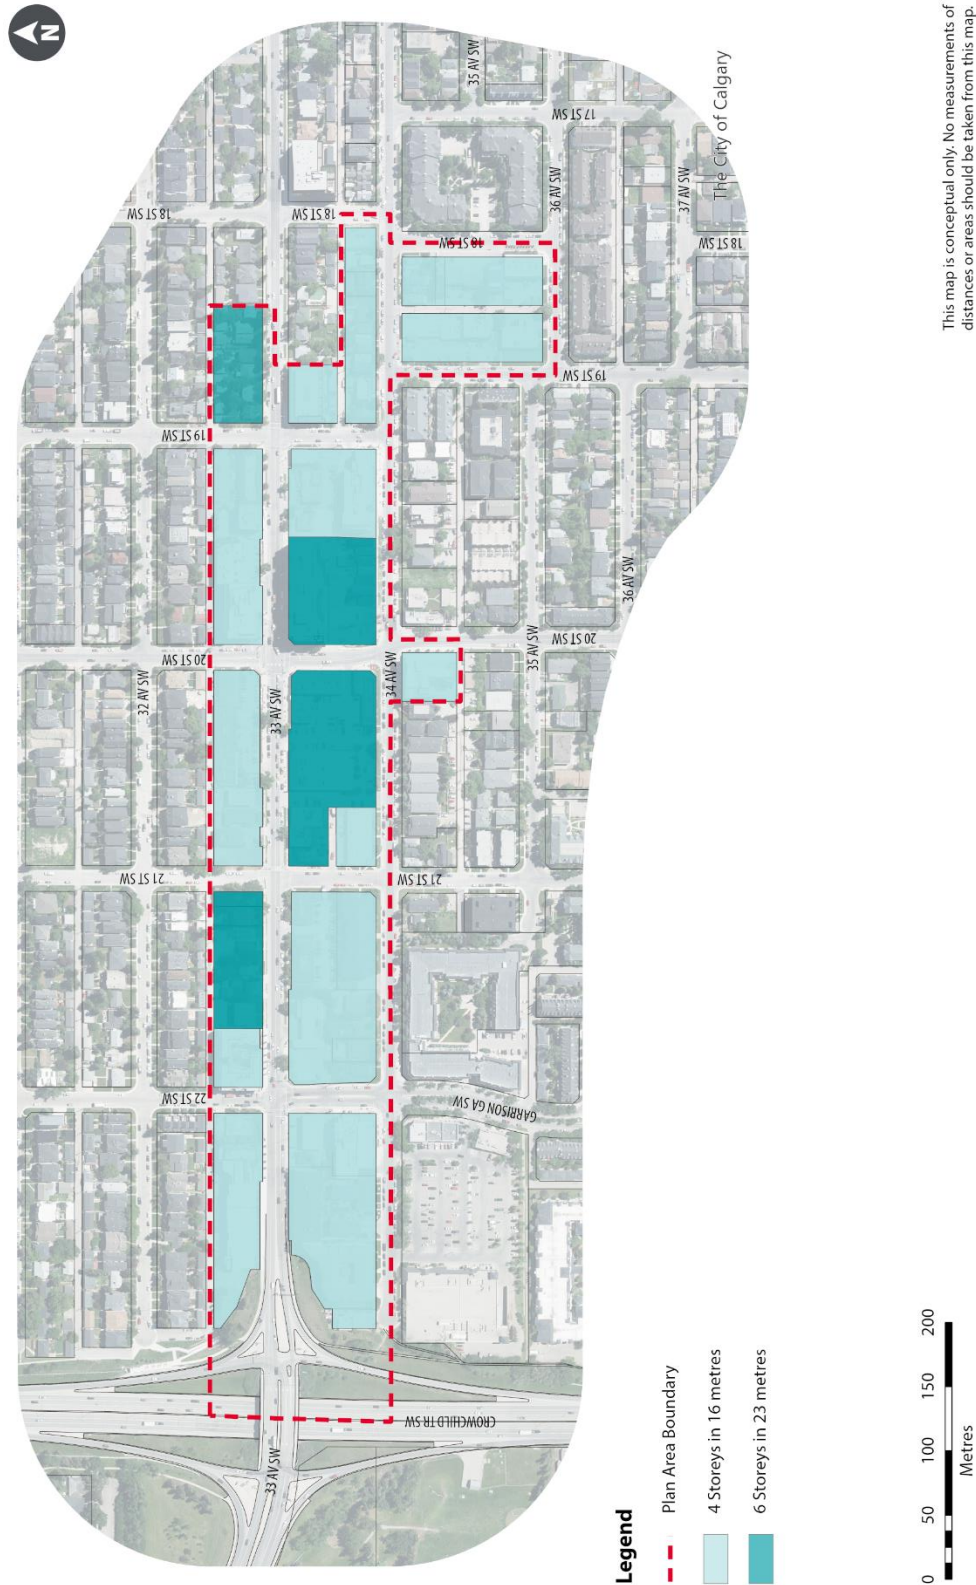 N
35 AV SW
17 ST SW
18 ST SW
18 ST SW
18 ST SW
36 AV SW
37 AV SW
18 ST SW
The City of Calgary
19 ST SW
19 ST SW
20 ST SW
32 AV SW
33 AV SW
34 AV SW
20 ST SW
35 AV SW
36 AV SW
21 ST SW
21 ST SW
22 ST SW
GARRISON GA SW
CROWCHILD TR SW
33 AV SW
Legend
Plan Area Boundary
4 Storeys in 16 metres
6 Storeys in 23 metres
0 50 100 150 200
Metres
This map is conceptual only. No measurements of
distances or areas should be taken from this map.